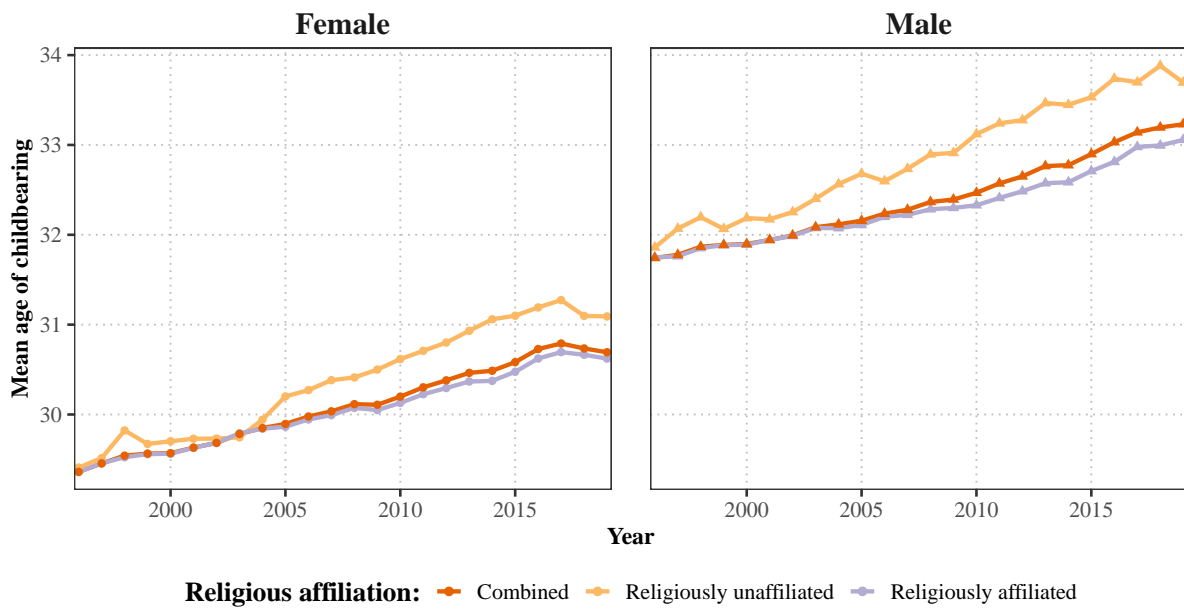 Female Male
Mean age of childbearing
34
33
32
31
30
2000 2005 2010 2015 2000 2005 2010 2015
Year
Religious affiliation: Combined Religiously unaffiliated Religiously affiliated